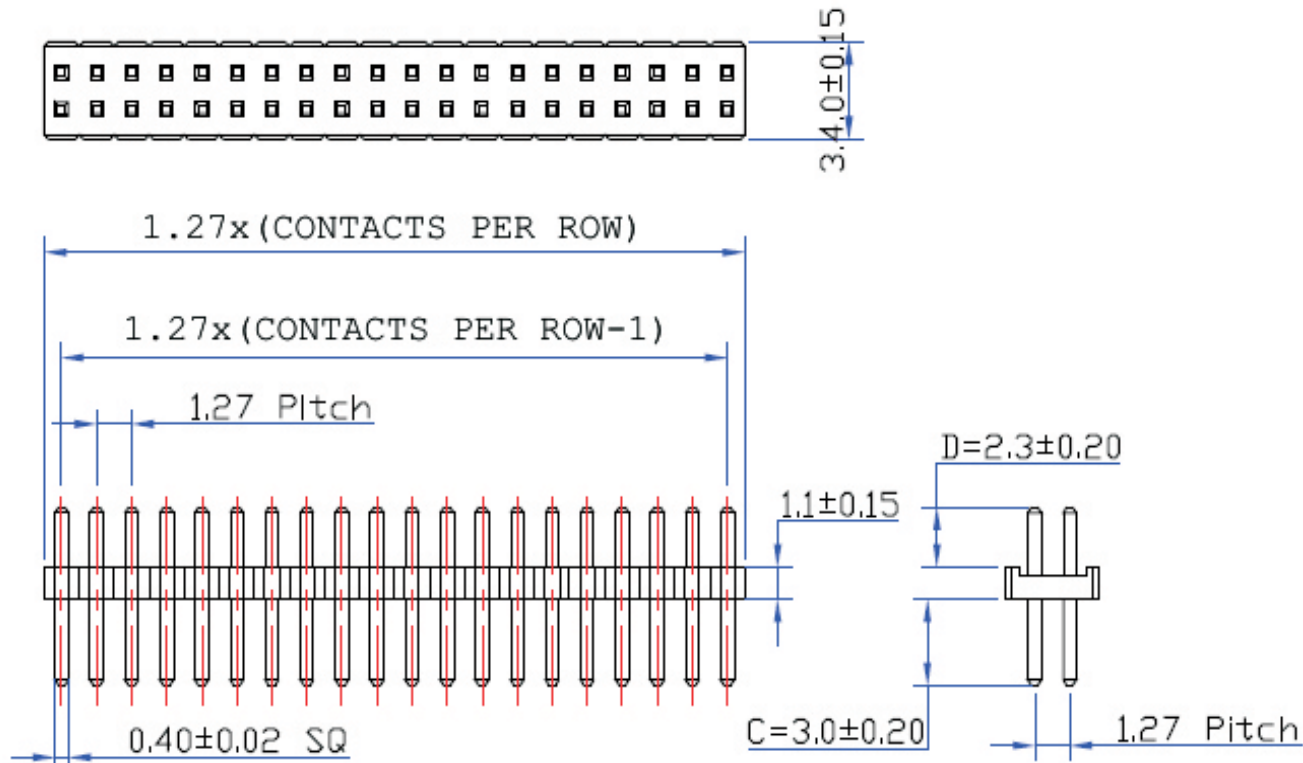 3.4.0±0.15
1.27x(CONTACTS PER ROW)
1.27x(CONTACTS PER ROW-1)
1.27 Pitch
D=2.3±0.20
1.1±0.15
0.40±0.02 SQ
C=3.0±0.20
1.27 Pitch